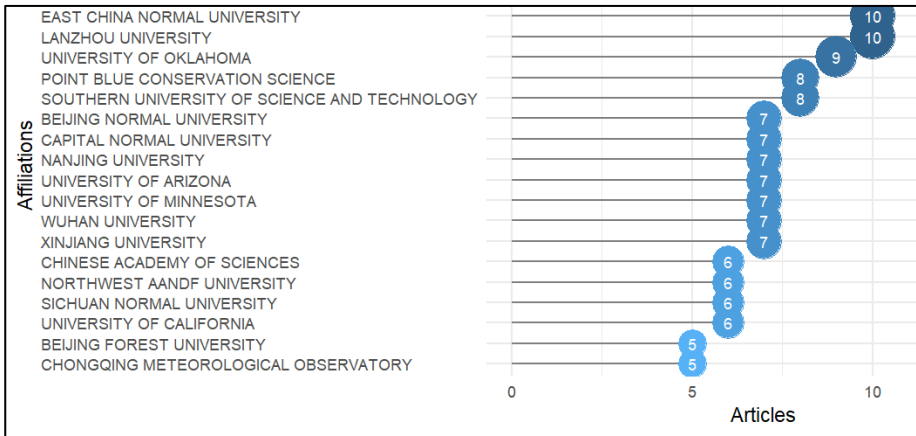 EAST CHINA NORMAL UNIVERSITY 10
LANZHOU UNIVERSITY 10
UNIVERSITY OF OKLAHOMA 9
POINT BLUE CONSERVATION SCIENCE 8
SOUTHERN UNIVERSITY OF SCIENCE AND TECHNOLOGY 8
BEIJING NORMAL UNIVERSITY 7
CAPITAL NORMAL UNIVERSITY 7
NANJING UNIVERSITY 7
UNIVERSITY OF ARIZONA 7
UNIVERSITY OF MINNESOTA 7
WUHAN UNIVERSITY 7
XINJIANG UNIVERSITY 7
CHINESE ACADEMY OF SCIENCES 6
NORTHWEST AANDF UNIVERSITY 6
SICHUAN NORMAL UNIVERSITY 6
UNIVERSITY OF CALIFORNIA 6
BEIJING FOREST UNIVERSITY 5
CHONGQING METEOROLOGICAL OBSERVATORY 5
Affiliations
0 5 10
Articles